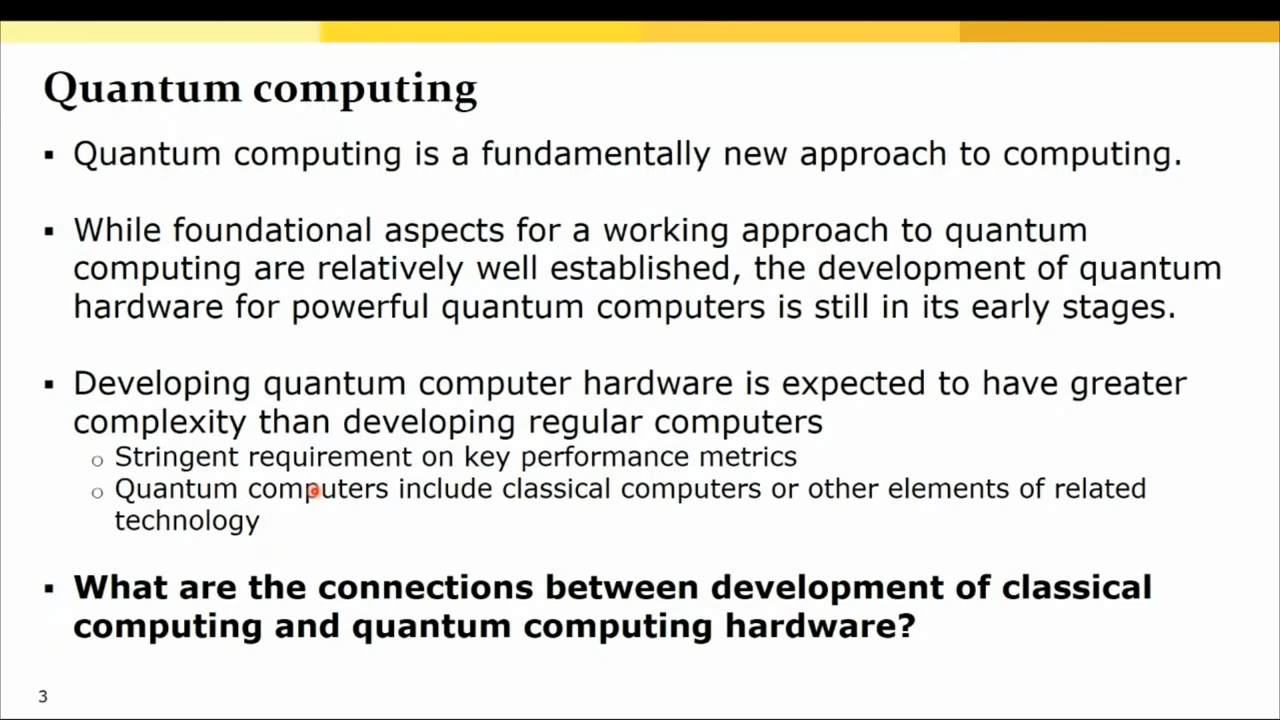 Quantum computing
▪ Quantum computing is a fundamentally new approach to computing.
▪ While foundational aspects for a working approach to quantum
computing are relatively well established, the development of quantum
hardware for powerful quantum computers is still in its early stages.
▪ Developing quantum computer hardware is expected to have greater
complexity than developing regular computers
o Stringent requirement on key performance metrics
o Quantum computers include classical computers or other elements of related
technology
▪ What are the connections between development of classical
computing and quantum computing hardware?
3